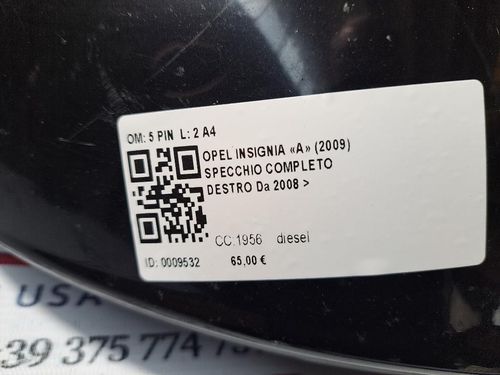 OM: 5 PIN L: 2 A4
OPEL INSIGNIA «A» (2009)
SPECCHIO COMPLETO
DESTRO Da 2008 >
CC.1956 diesel
ID: 0009532 65,00 €
USA
39 375 774